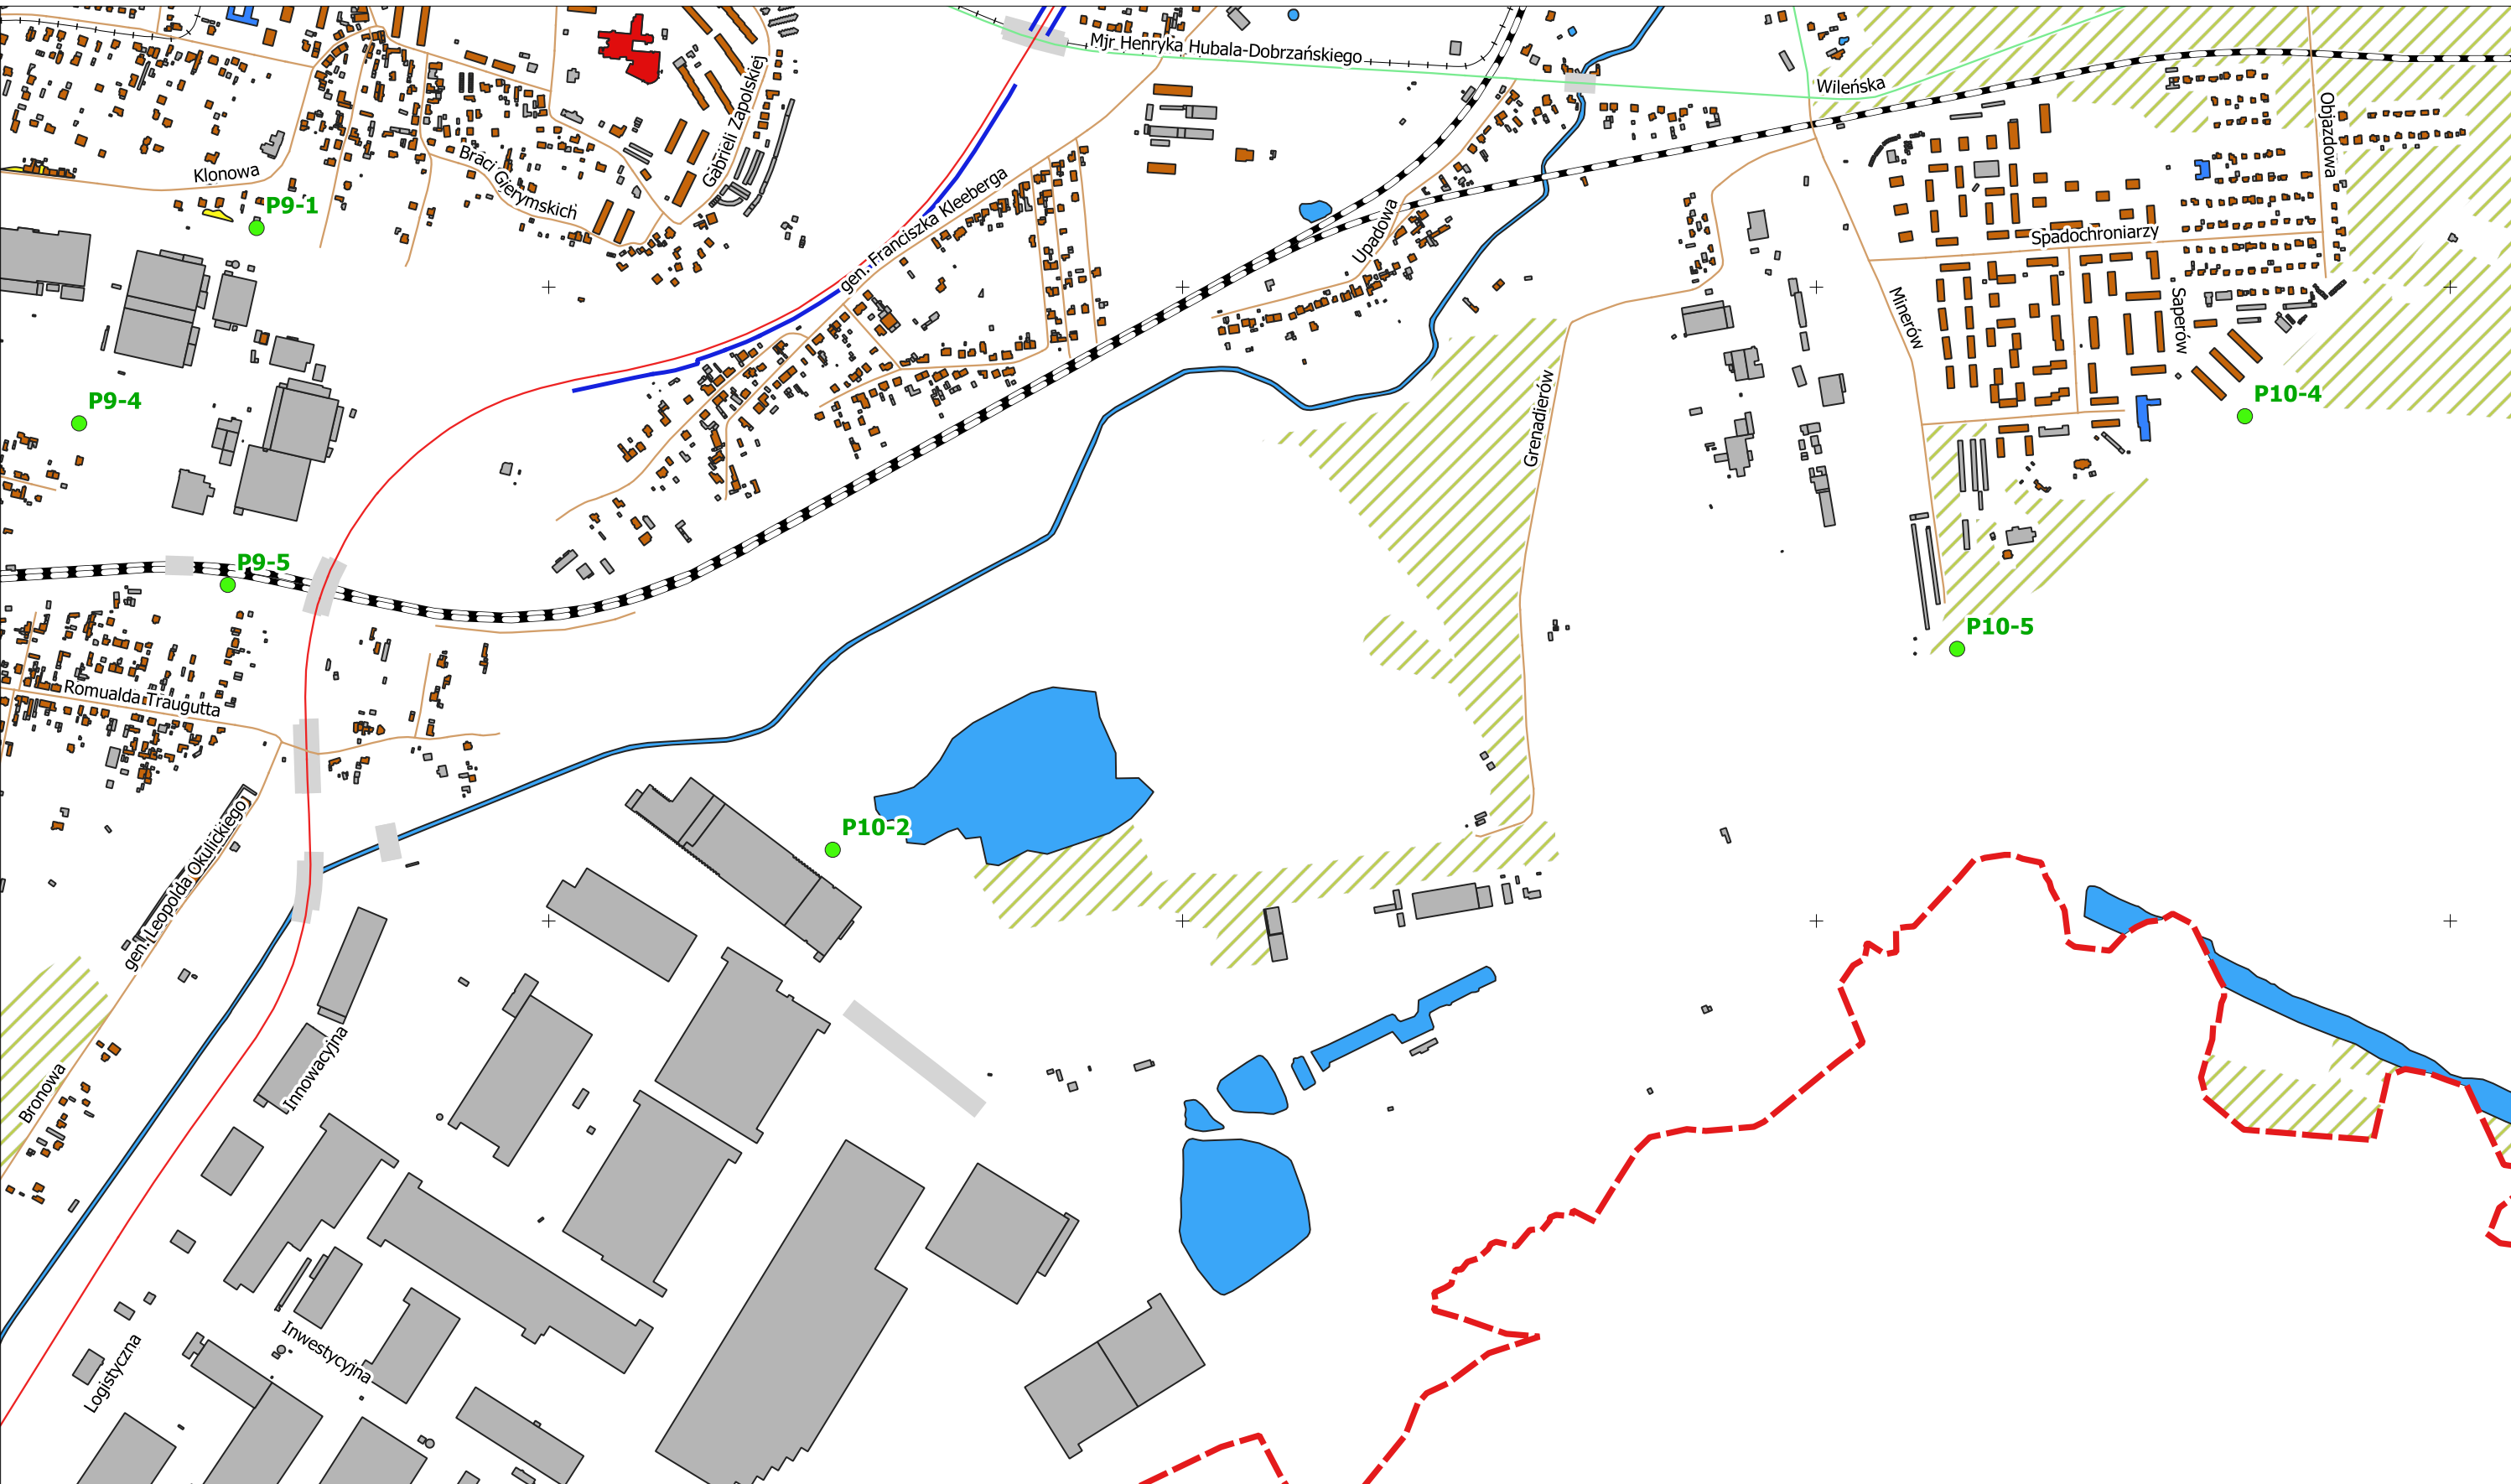 Mjr Henryka Hubala-Dobrzańskiego
Wileńska
Objazdowa
Klonowa
Braci Gierymskich
Gabrieli Zapolskiej
gen. Franciszka Kleeberga
P9-1
Upadowa
Spadochroniarzy
Minerów
Saperów
P9-4
Grenadierów
P10-4
P9-5
P10-5
Romualda Traugutta
P10-2
gen. Leopolda Okulickiego
Bronowa
Innowacyjna
Inwestycyjna
Logistyczna